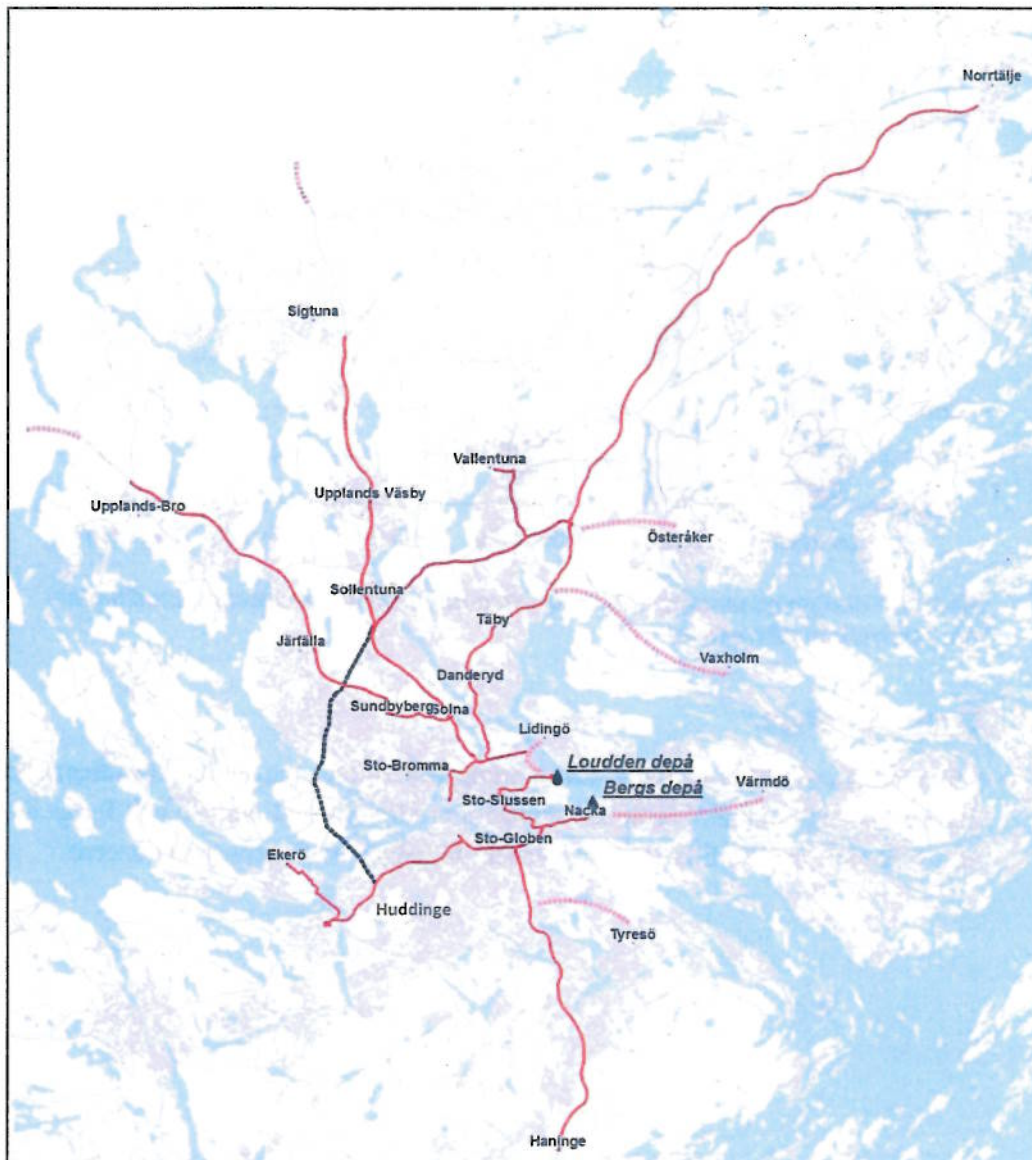 Norrtälje
Sigtuna
Vallentuna
Upplands Väsby
Upplands-Bro
Österåker
Sollentuna
Täby
Järfälla
Vaxholm
Danderyd
Sundbyberg
Solna
Lidingö
Loudden depå
Sto-Bromma
Bergs depå
Värmdö
Sto-Slussen
Nacka
Sto-Globen
Ekerö
Huddinge
Tyresö
Haninge